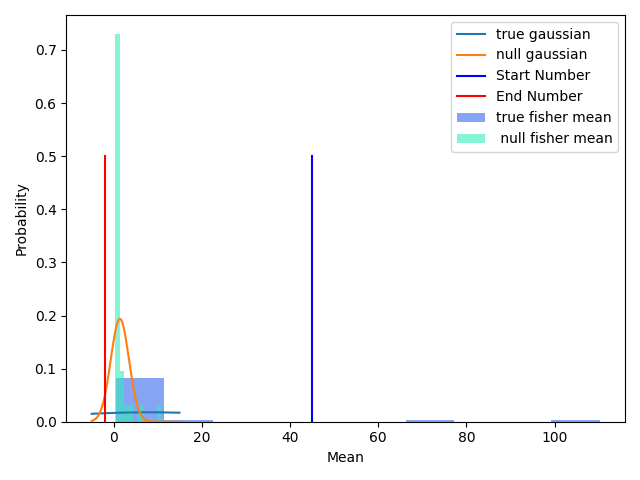 true gaussian
null gaussian
Start Number
End Number
true fisher mean
null fisher mean
0.7
0.6
0.5
0.4
0.3
0.2
0.1
0.0
Probability
0 20 40 60 80 100
Mean